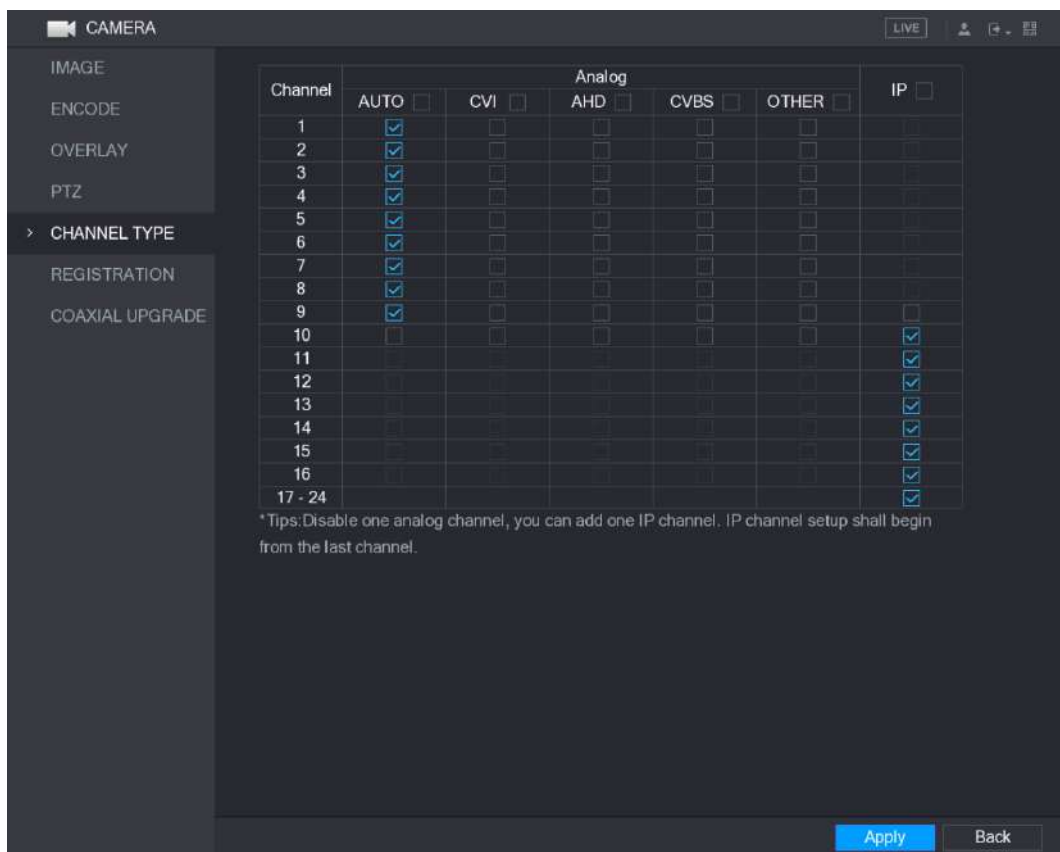 CAMERA
LIVE
IMAGE
ENCODE
OVERLAY
PTZ
> CHANNEL TYPE
REGISTRATION
COAXIAL UPGRADE
Channel
Analog
IP
AUTO CVI AHD CVBS OTHER
1
2
3
4
5
6
7
8
9
10
11
12
13
14
15
16
17 - 24
*Tips:Disable one analog channel, you can add one IP channel. IP channel setup shall begin
from the last channel.
Apply Back